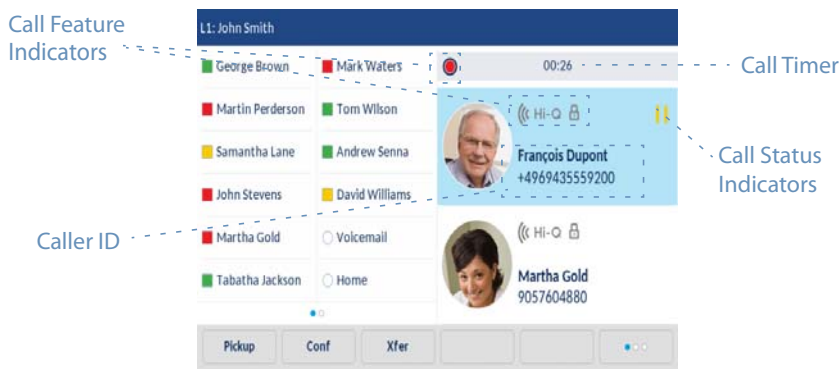 Call Feature
Indicators
L1: John Smith
George Brown
Mark Waters
00:26
Call Timer
Martin Perderson
Tom Wilson
Hi-Q
Samantha Lane
Andrew Senna
François Dupont
+4969435559200
Call Status
Indicators
John Stevens
David Williams
Caller ID
Martha Gold
Voicemail
Hi-Q
Tabatha Jackson
Home
Martha Gold
9057604880
Pickup
Conf
Xfer